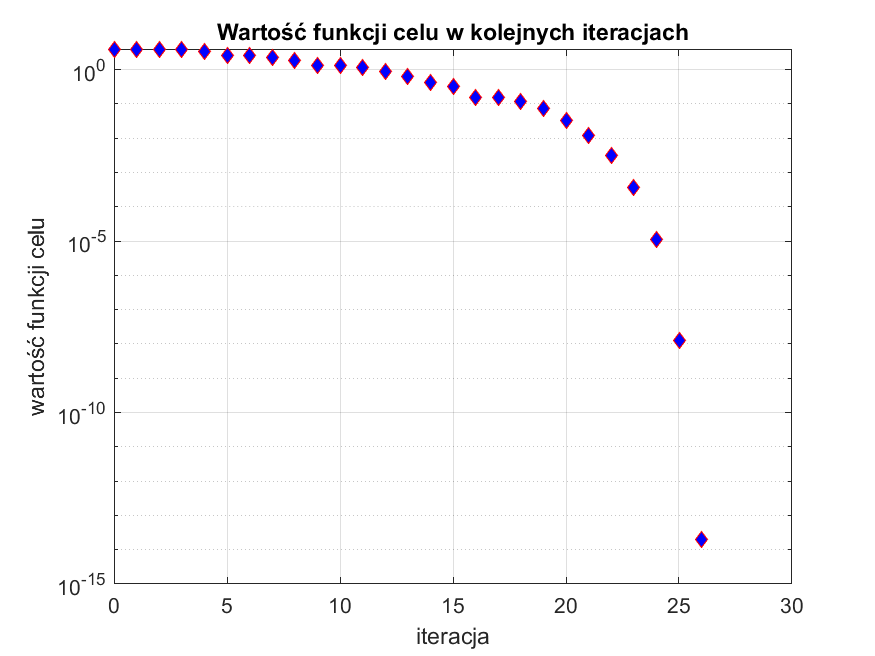 Wartość funkcji celu w kolejnych iteracjach
10^0
10^-5
10^-10
10^-15
wartość funkcji celu
0 5 10 15 20 25 30
iteracja